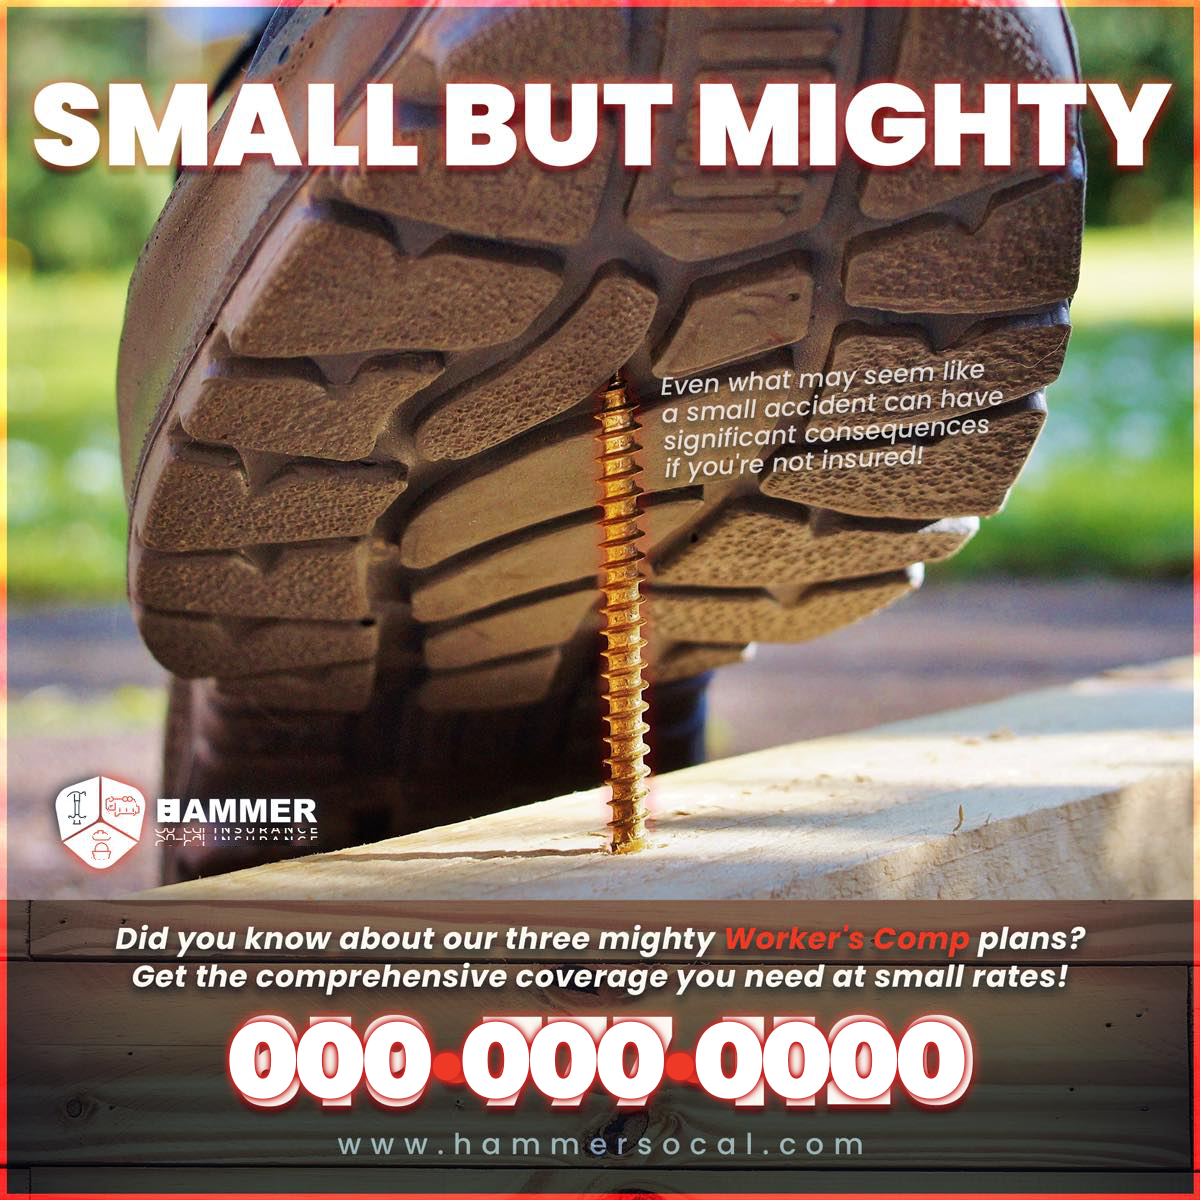 SMALL BUT MIGHTY
Even what may seem like
a small accident can have
significant consequences
if you're not insured!
HAMMER
INSURANCE
Did you know about our three mighty Worker's Comp plans?
Get the comprehensive coverage you need at small rates!
000•000•0000
www.hammersocal.com